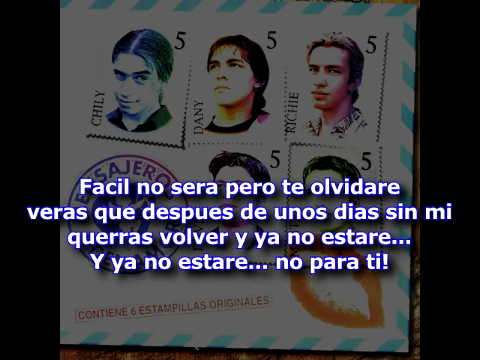 5 5 5
CHILY DANY RICHIE
5 5
Facil no sera pero te olvidare
veras que despues de unos dias sin mi
querras volver y ya no estare...
Y ya no estare... no para ti!
CONTIENE 6 ESTAMPILLAS ORIGINALES